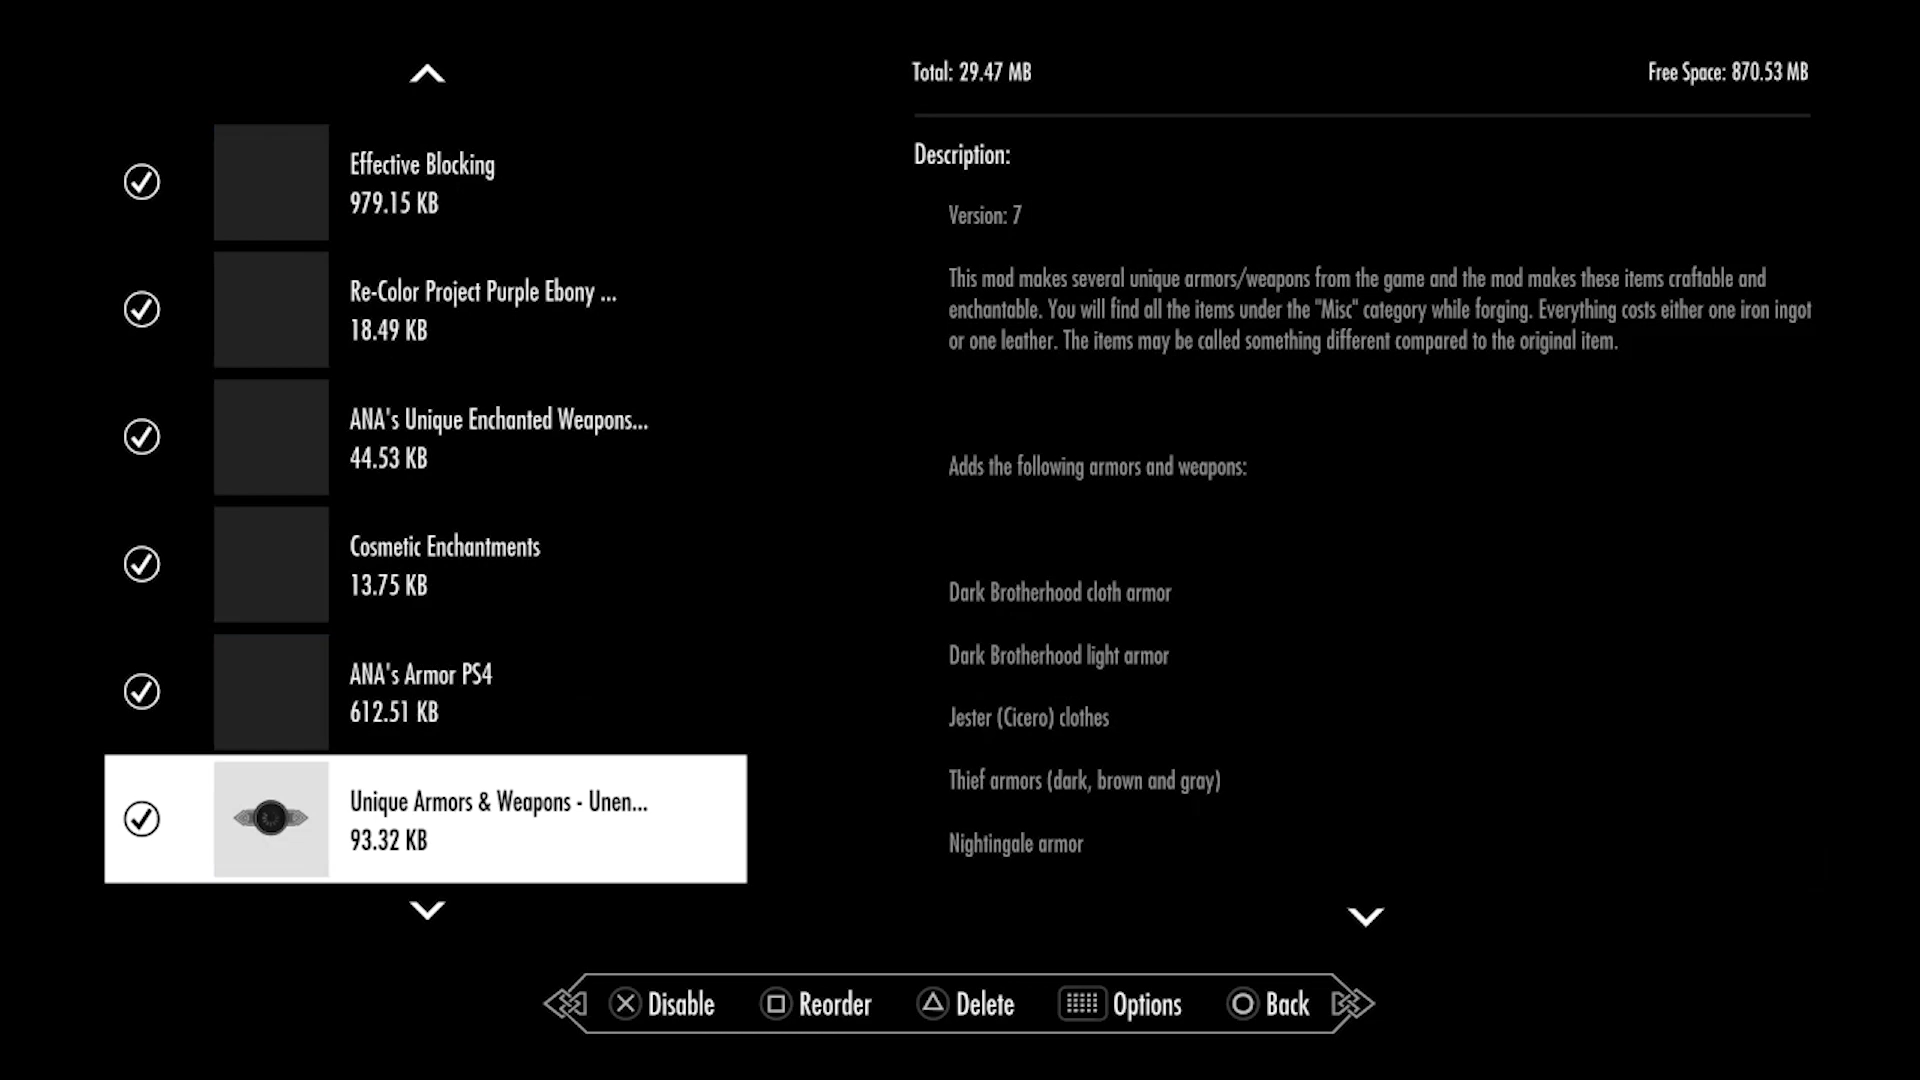 Total: 29.47 MB
Free Space: 870.53 MB
Effective Blocking
979.15 KB
Re-Color Project Purple Ebony ...
18.49 KB
ANA's Unique Enchanted Weapons...
44.53 KB
Cosmetic Enchantments
13.75 KB
ANA's Armor PS4
612.51 KB
Unique Armors & Weapons - Unen...
93.32 KB
Description:
Version: 7
This mod makes several unique armors/weapons from the game and the mod makes these items craftable and
enchantable. You will find all the items under the "Misc" category while forging. Everything costs either one iron ingot
or one leather. The items may be called something different compared to the original item.
Adds the following armors and weapons:
Dark Brotherhood cloth armor
Dark Brotherhood light armor
Jester (Cicero) clothes
Thief armors (dark, brown and gray)
Nightingale armor
Disable
Reorder
Delete
Options
Back